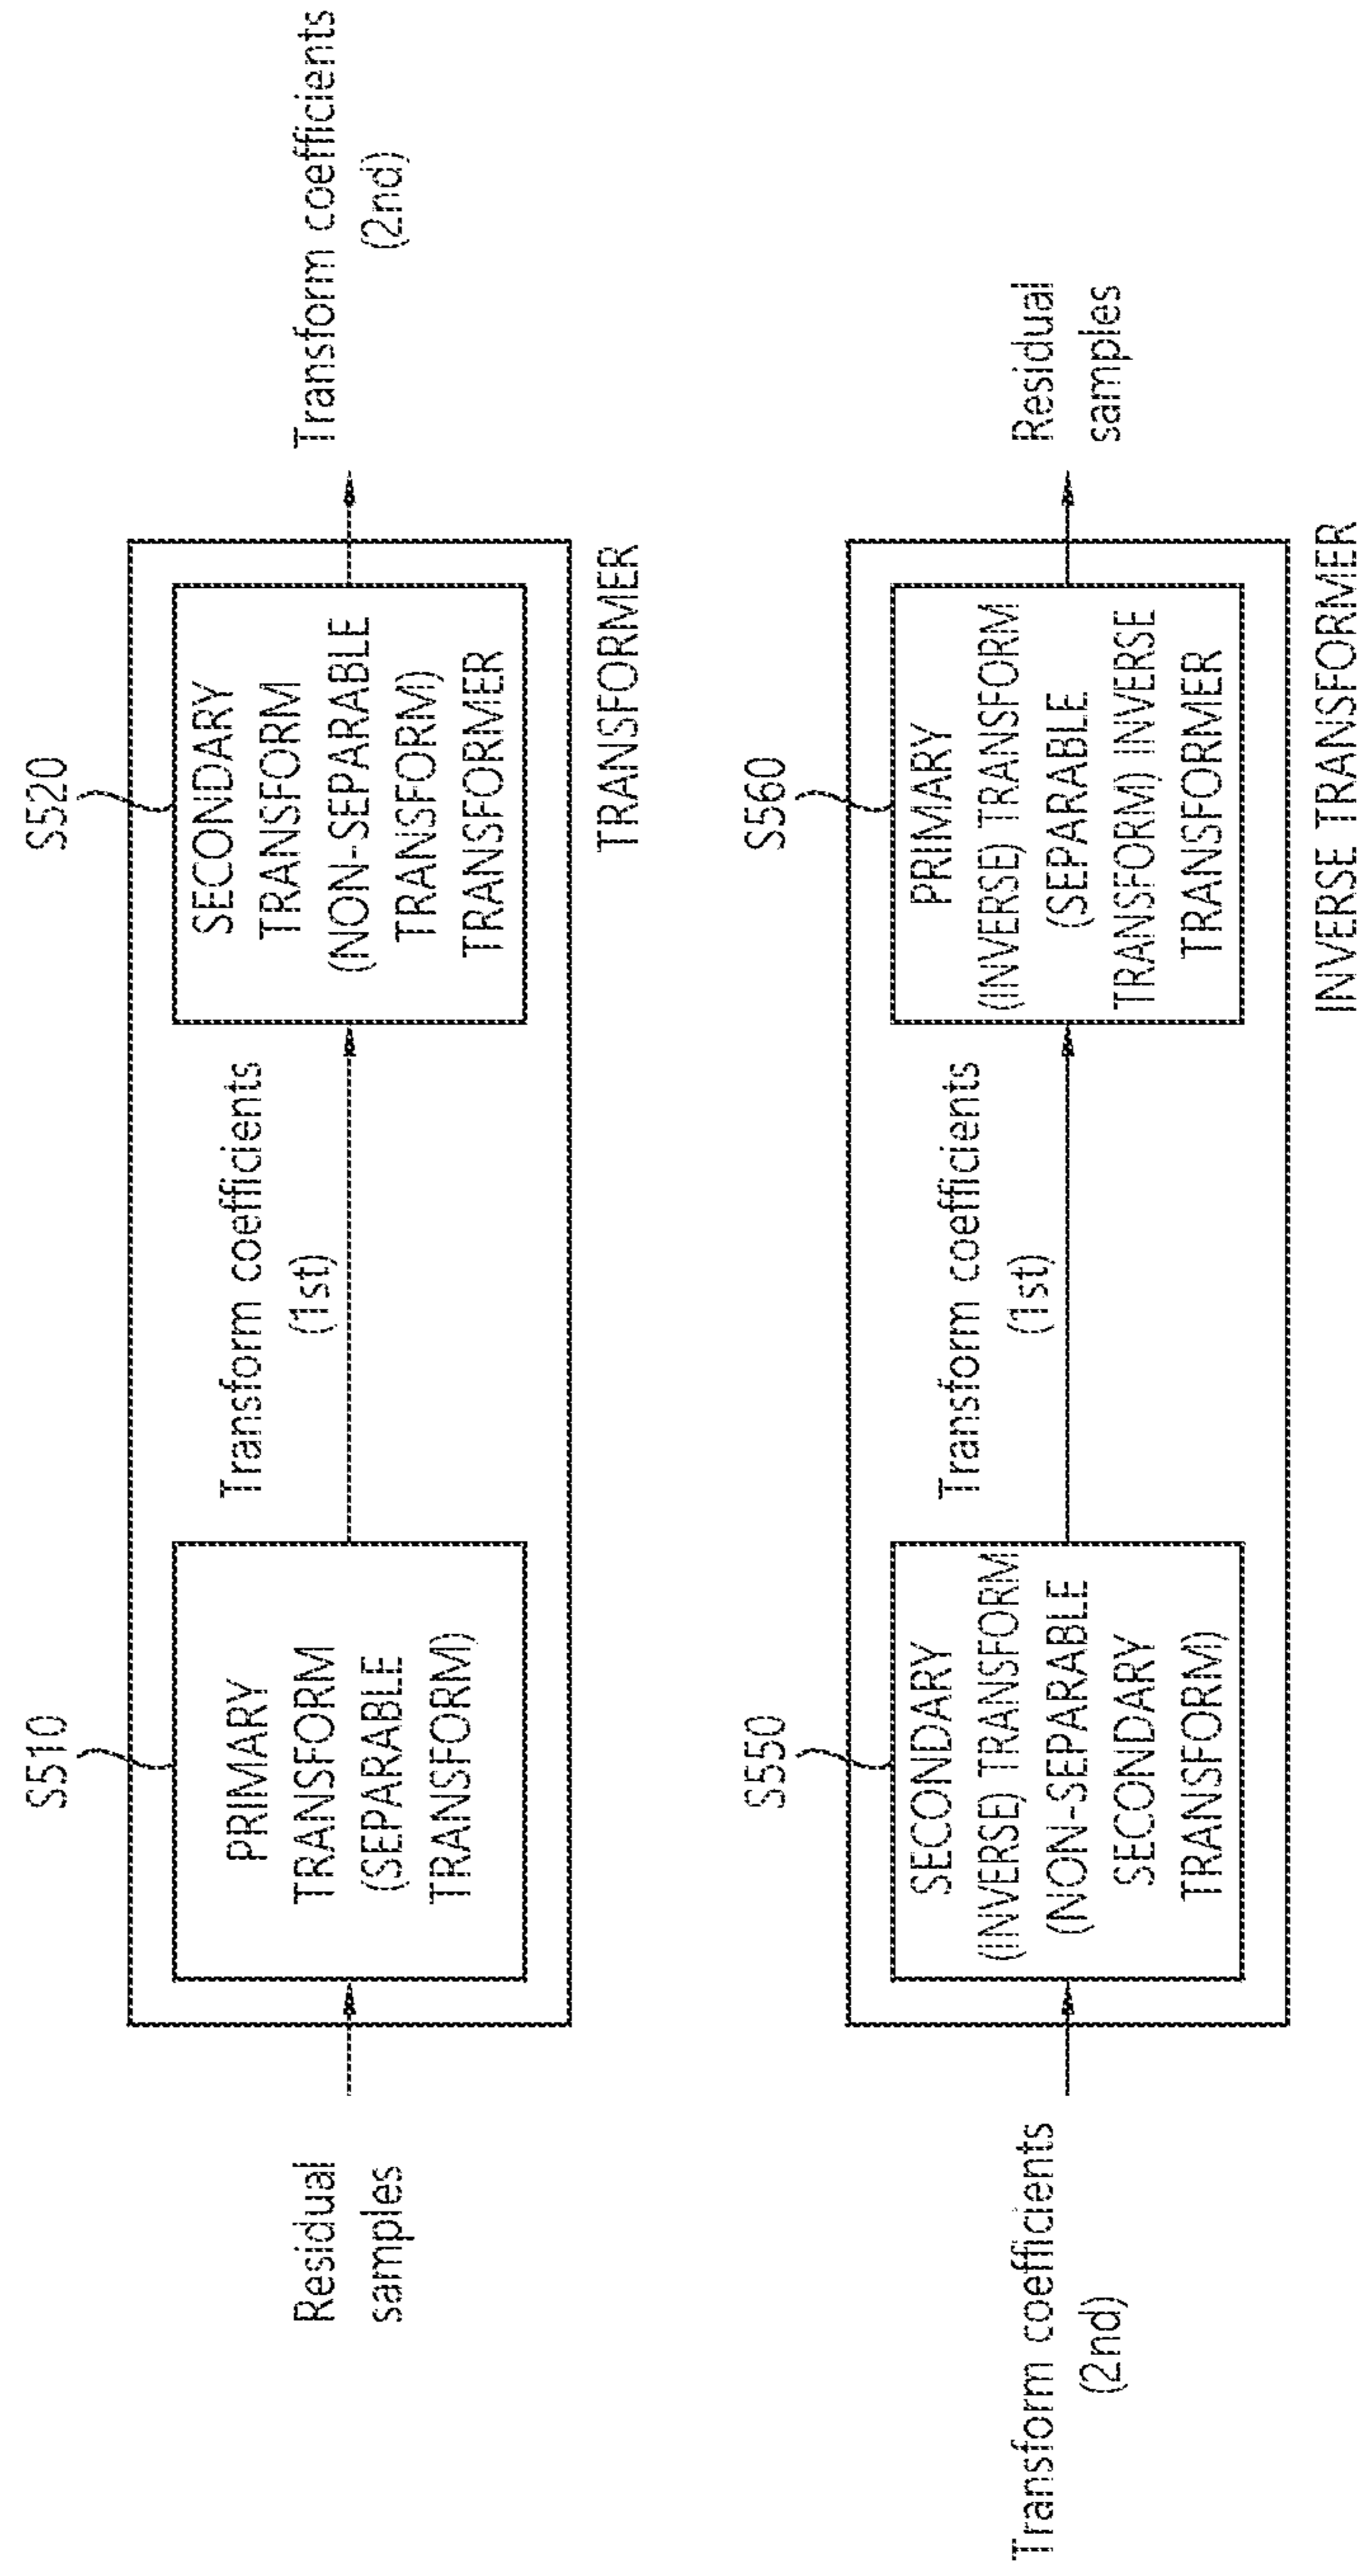 S510
S520
Residual
samples
PRIMARY
TRANSFORM
(SEPARABLE
TRANSFORM)
Transform coefficients
(1st)
SECONDARY
TRANSFORM
(NON-SEPARABLE
TRANSFORM)
TRANSFORMER
Transform coefficients
(2nd)
TRANSFORMER
S550
S560
Transform coefficients
(2nd)
SECONDARY
(INVERSE) TRANSFORM
(NON-SEPARABLE
SECONDARY
TRANSFORM)
Transform coefficients
(1st)
PRIMARY
(INVERSE) TRANSFORM
(SEPARABLE
TRANSFORM) INVERSE
TRANSFORMER
Residual
samples
INVERSE TRANSFORMER